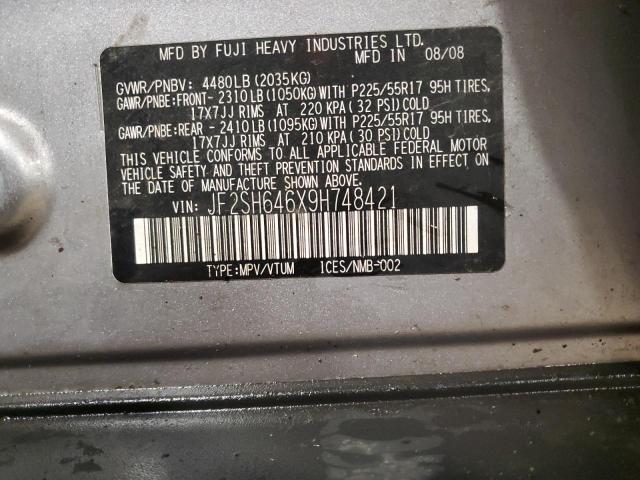 MFD BY FUJI HEAVY INDUSTRIES LTD.
MFD IN 08/08
GVWR/PNBV: 4480LB(2035KG)
GAWR/PNBE:FRONT- 2310LB(1050KG)WITH P225/55R17 95H TIRES,
17X7JJ RIMS AT 220 KPA(32 PSI)COLD
GAWR/PNBE:REAR - 2410LB(1095KG)WITH P225/55R17 95H TIRES,
17X7JJ RIMS AT 210 KPA(30 PSI)COLD
THIS VEHICLE CONFORMS TO ALL APPLICABLE FEDERAL MOTOR
VEHICLE SAFETY AND THEFT PREVENTION STANDARDS IN EFFECT ON
THE DATE OF MANUFACTURE SHOWN ABOVE.
VIN: JF2SH646X9H748421
TYPE:MPV/VTUM ICES/NMB-002